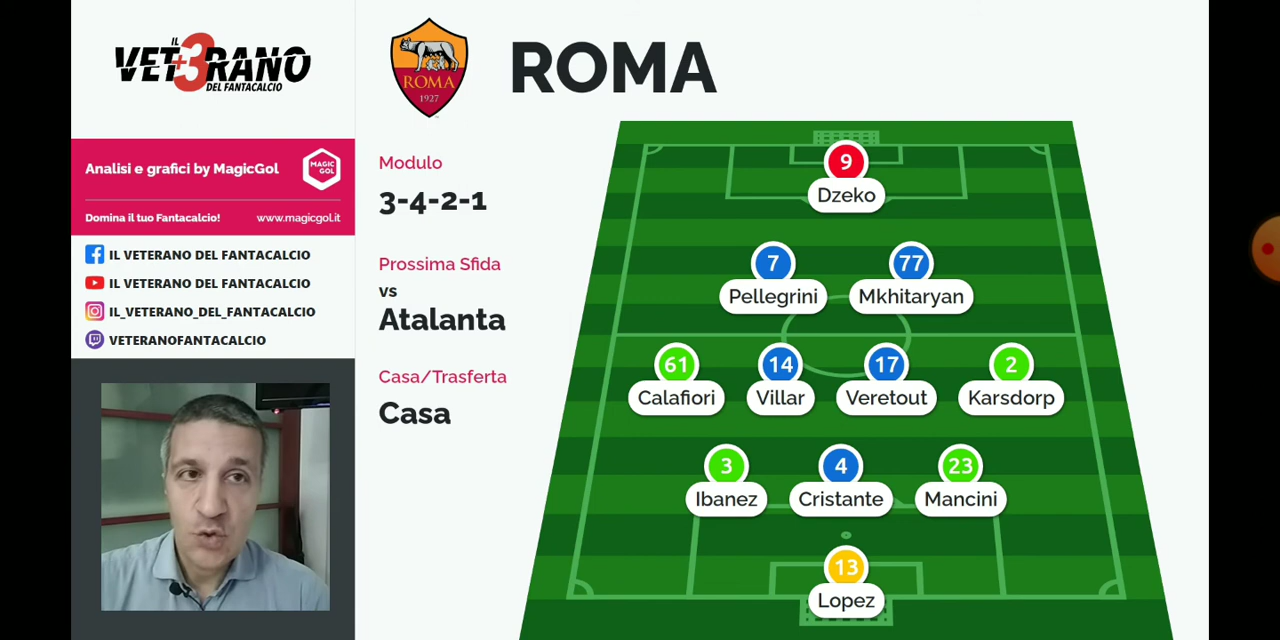 IL
VET+3RANO
DEL FANTACALCIO
Analisi e grafici by MagicGol
MAGIC
GOL
Domina il tuo Fantacalcio!
www.magicgol.it
IL VETERANO DEL FANTACALCIO
IL VETERANO DEL FANTACALCIO
IL_VETERANO_DEL_FANTACALCIO
VETERANOFANTACALCIO
ROMA
1927
ROMA
Modulo
3-4-2-1
Prossima Sfida
vs
Atalanta
Casa/Trasferta
Casa
9
Dzeko
7
Pellegrini
77
Mkhitaryan
61
Calafiori
14
Villar
17
Veretout
2
Karsdorp
3
Ibanez
4
Cristante
23
Mancini
13
Lopez